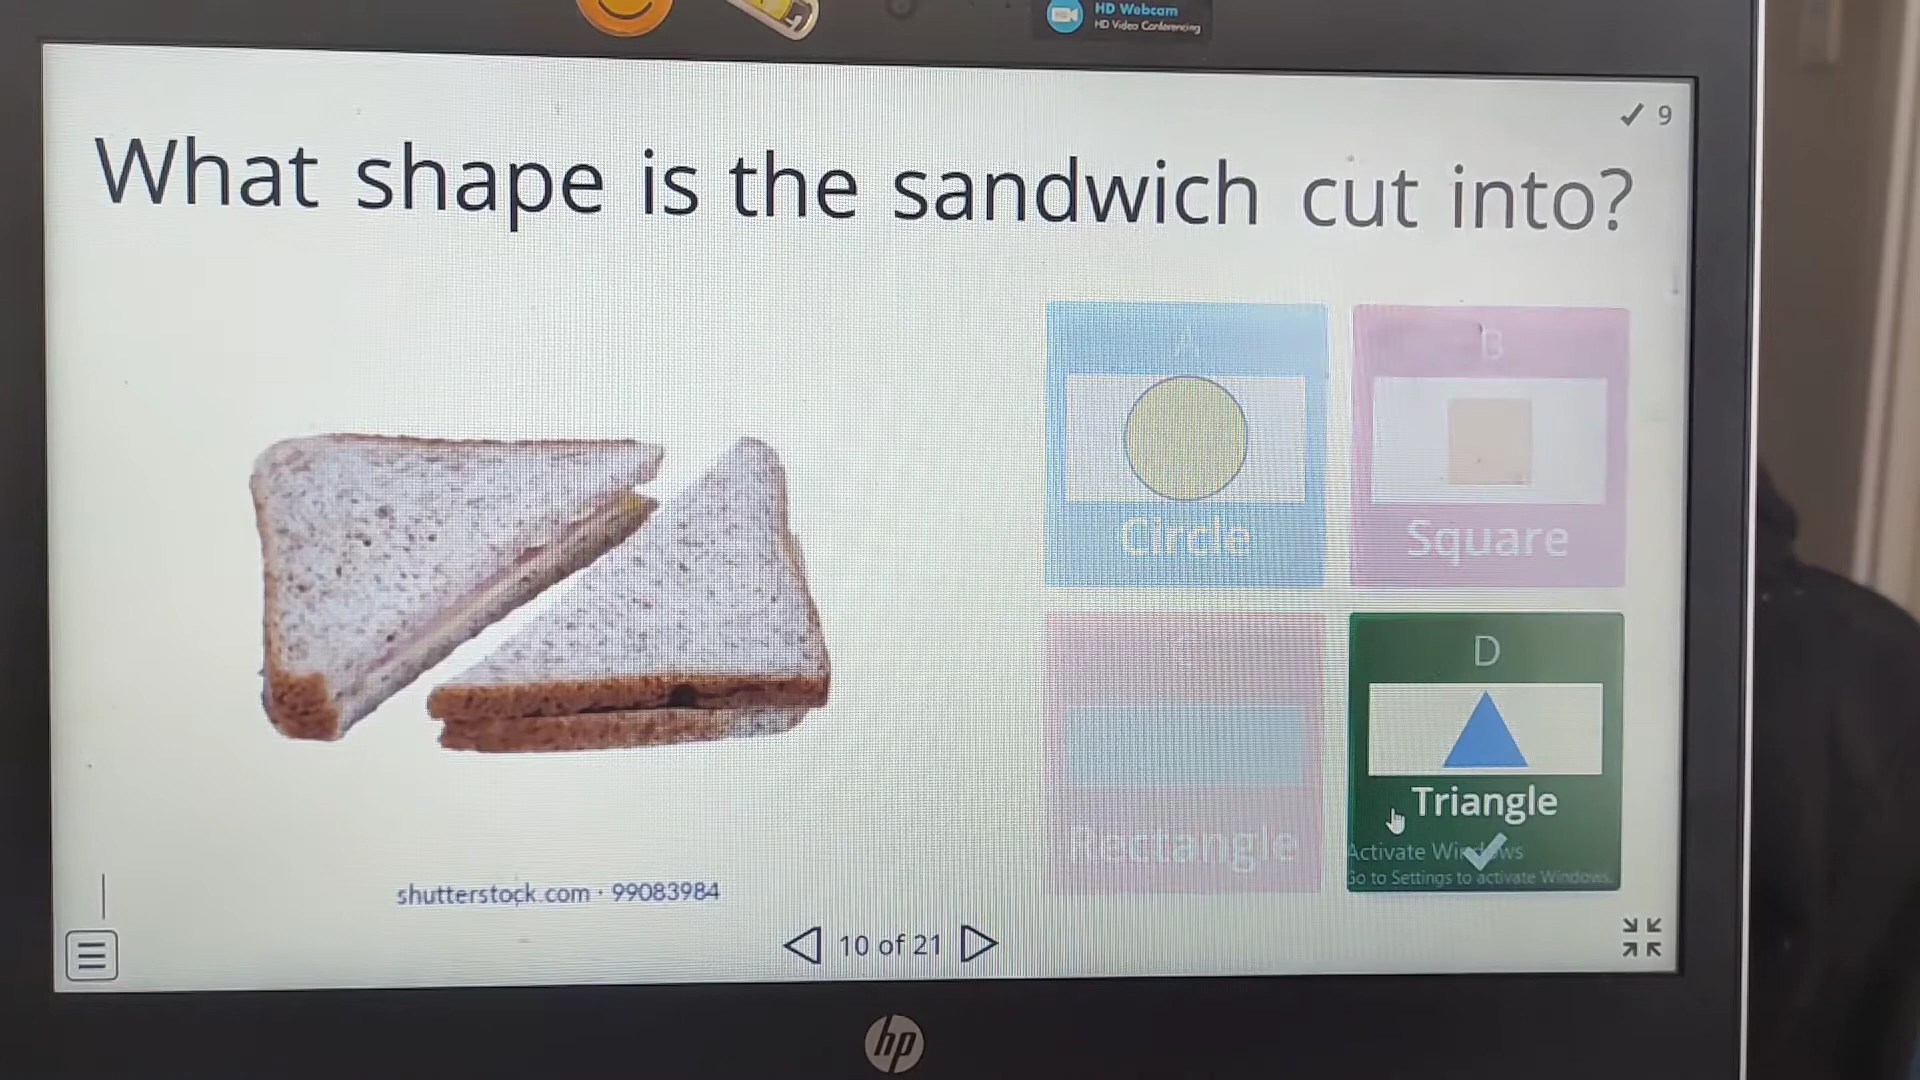 HD Webcam
HD Video Conferencing
✓ 9
What shape is the sandwich cut into?
A
B
Circle
Square
C
D
Rectangle
Triangle
Activate Windows
Go to Settings to activate Windows.
shutterstock.com · 99083984
10 of 21
hp